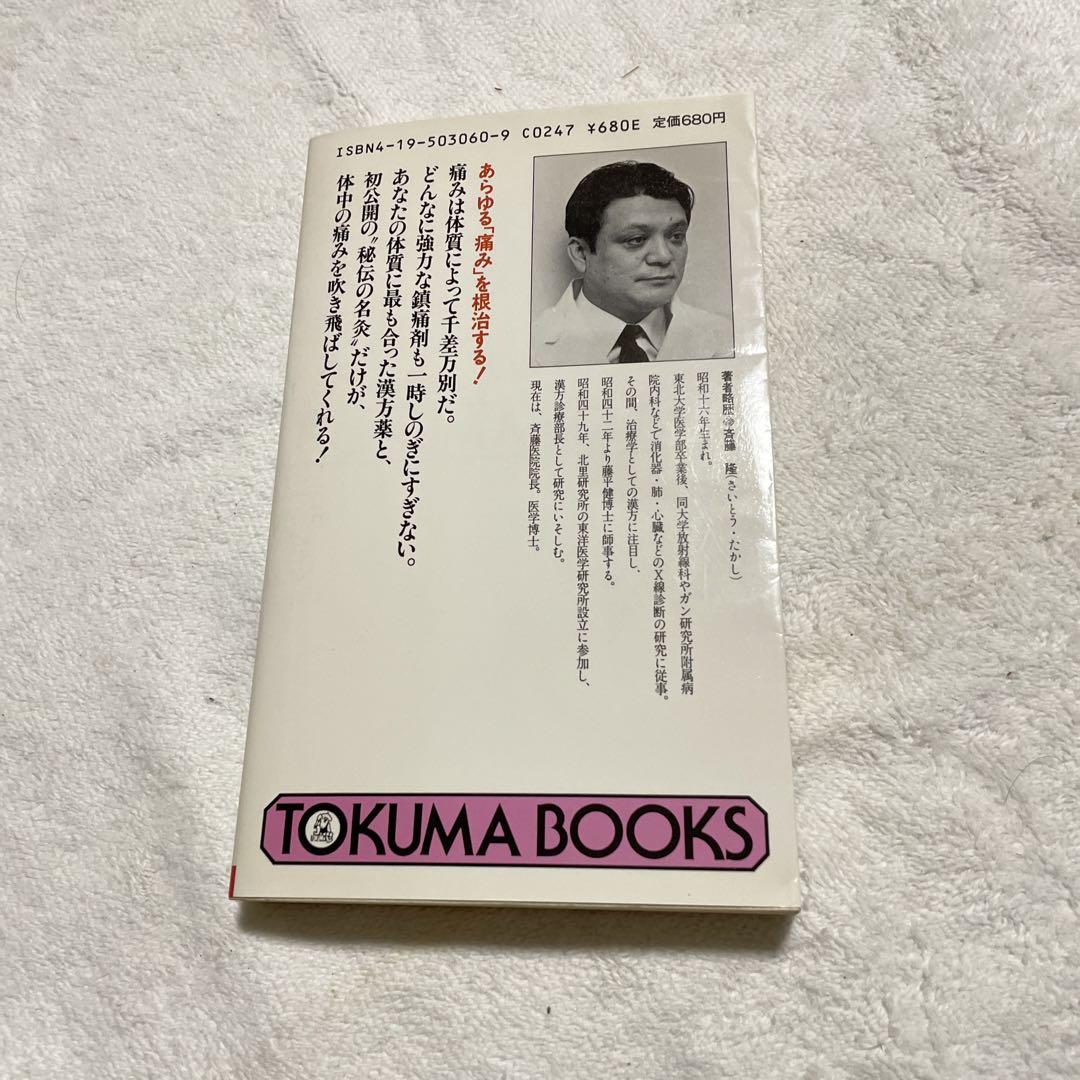 ISBN4-19-503060-9 C0247 ¥680E 定価680円
著者略歴◎斉藤 隆(さいとう・たかし)
昭和十六年生まれ。
東北大学医学部卒業後、同大学放射線科やガン研究所附属病
院内科などで消化器・肺・心臓などのX線診断の研究に従事。
その間、治療学としての漢方に注目し、
昭和四十二年より藤平健博士に師事する。
昭和四十九年、北里研究所の東洋医学研究所設立に参加し、
漢方診療部長として研究にいそしむ。
現在は、斉藤医院院長。医学博士。
あらゆる「痛み」を根治する!
痛みは体質によって千差万別だ。
どんなに強力な鎮痛剤も一時しのぎにすぎない。
あなたの体質に最も合った漢方薬と、
初公開の〝秘伝の名灸〟だけが、
体中の痛みを吹き飛ばしてくれる!
TOKUMA BOOKS